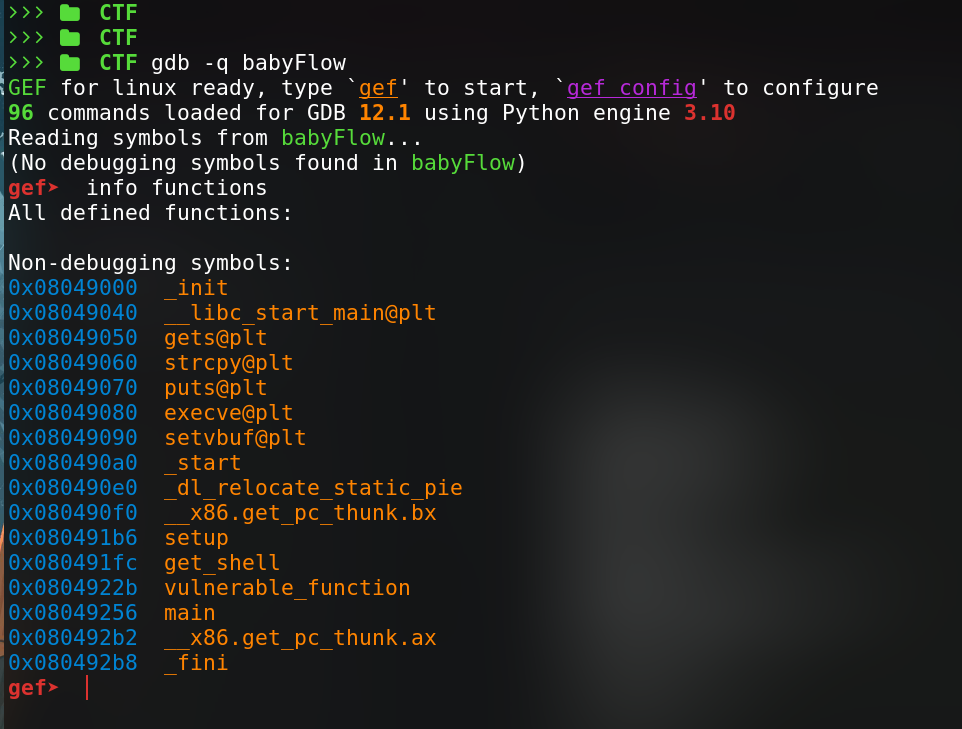 >>> CTF
>>> CTF
>>> CTF gdb -q babyFlow
GEF for linux ready, type `gef' to start, `gef config' to configure
96 commands loaded for GDB 12.1 using Python engine 3.10
Reading symbols from babyFlow...
(No debugging symbols found in babyFlow)
gef➤  info functions
All defined functions:

Non-debugging symbols:
0x08049000  _init
0x08049040  __libc_start_main@plt
0x08049050  gets@plt
0x08049060  strcpy@plt
0x08049070  puts@plt
0x08049080  execve@plt
0x08049090  setvbuf@plt
0x080490a0  _start
0x080490e0  _dl_relocate_static_pie
0x080490f0  __x86.get_pc_thunk.bx
0x080491b6  setup
0x080491fc  get_shell
0x0804922b  vulnerable_function
0x08049256  main
0x080492b2  __x86.get_pc_thunk.ax
0x080492b8  _fini
gef➤